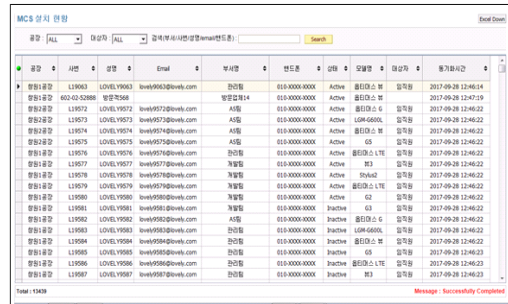 MCS 설치 현황
Excel Down
공장 : ALL 대상자 : ALL 검색(부서/사번/성명/email/핸드폰) : Search
공장 사번 성명 Email 부서명 핸드폰 상태 모델명 대상자 동기화시간
창원1공장 L19063 LOVELY9063 lovely9063@lovely.com 관리팀 010-XXXX-XXXX Active 옵티머스 뷰 임직원 2017-09-28 12:46:14
창원1공장 602-02-52888 방문객568 방문업체14 010-XXXX-XXXX Active 옵티머스 뷰 2017-09-28 12:47:19
창원2공장 L19572 LOVELY9572 lovely9572@lovely.com AS팀 010-XXXX-XXXX Active 옵티머스 G 임직원 2017-09-28 12:46:22
창원2공장 L19573 LOVELY9573 lovely9573@lovely.com AS팀 010-XXXX-XXXX Active LGM-G600L 임직원 2017-09-28 12:46:22
창원1공장 L19574 LOVELY9574 lovely9574@lovely.com AS팀 010-XXXX-XXXX Active 옵티머스 뷰 임직원 2017-09-28 12:46:22
창원2공장 L19575 LOVELY9575 lovely9575@lovely.com AS팀 010-XXXX-XXXX Active G5 임직원 2017-09-28 12:46:22
창원1공장 L19576 LOVELY9576 lovely9576@lovely.com 관리팀 010-XXXX-XXXX Active 옵티머스 LTE 임직원 2017-09-28 12:46:22
창원1공장 L19577 LOVELY9577 lovely9577@lovely.com 개발팀 010-XXXX-XXXX Active 뷰3 임직원 2017-09-28 12:46:22
창원1공장 L19578 LOVELY9578 lovely9578@lovely.com 개발팀 010-XXXX-XXXX Active Stylus2 임직원 2017-09-28 12:46:22
창원1공장 L19579 LOVELY9579 lovely9579@lovely.com 개발팀 010-XXXX-XXXX Active 옵티머스 LTE 임직원 2017-09-28 12:46:22
창원1공장 L19580 LOVELY9580 lovely9580@lovely.com 개발팀 010-XXXX-XXXX Active G2 임직원 2017-09-28 12:46:22
창원1공장 L19581 LOVELY9581 lovely9581@lovely.com 개발팀 010-XXXX-XXXX Inactive G3 임직원 2017-09-28 12:46:22
창원1공장 L19582 LOVELY9582 lovely9582@lovely.com AS팀 010-XXXX-XXXX Inactive 옵티머스 G 임직원 2017-09-28 12:46:22
창원1공장 L19583 LOVELY9583 lovely9583@lovely.com 관리팀 010-XXXX-XXXX Inactive LGM-G600L 임직원 2017-09-28 12:46:22
창원1공장 L19584 LOVELY9584 lovely9584@lovely.com 관리팀 010-XXXX-XXXX Inactive 옵티머스 뷰 임직원 2017-09-28 12:46:22
창원1공장 L19585 LOVELY9585 lovely9585@lovely.com 관리팀 010-XXXX-XXXX Inactive G5 임직원 2017-09-28 12:46:23
창원1공장 L19586 LOVELY9586 lovely9586@lovely.com 관리팀 010-XXXX-XXXX Inactive 옵티머스 LTE 임직원 2017-09-28 12:46:23
창원1공장 L19587 LOVELY9587 lovely9587@lovely.com 관리팀 010-XXXX-XXXX Inactive 뷰3 임직원 2017-09-28 12:46:23
Total : 13439 Message : Successfully Completed